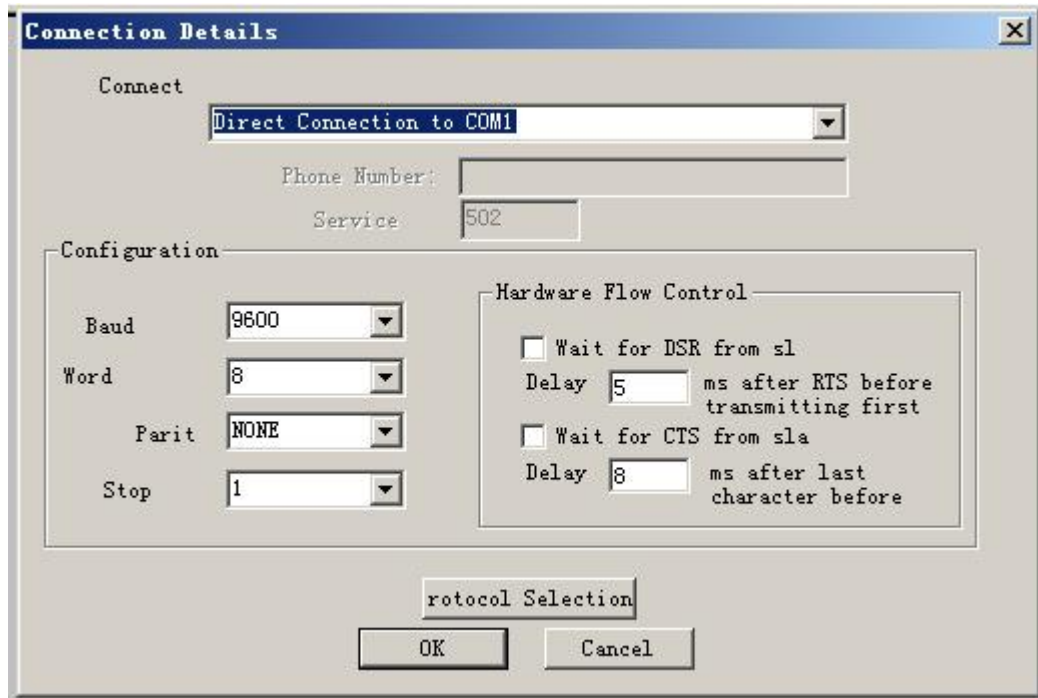 Connection Details
Connect
Direct Connection to COM1
Phone Number:
Service 502
Configuration
Baud 9600
Word 8
Parit NONE
Stop 1
Hardware Flow Control
Wait for DSR from sl
Delay 5 ms after RTS before
transmitting first
Wait for CTS from sla
Delay 8 ms after last
character before
rotocol Selection
OK Cancel